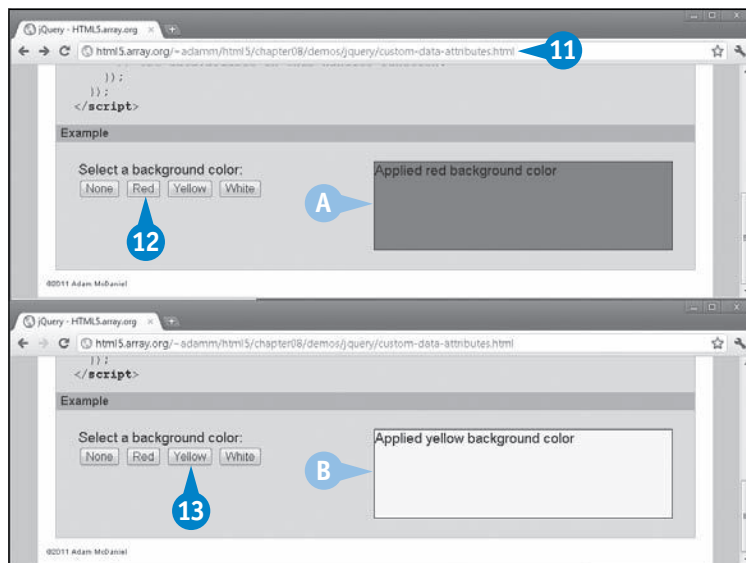 jQuery - HTML5.array.org
html5.array.org/~adamm/html5/chapter08/demos/jquery/custom-data-attributes.html
11
});
});
</script>
Example
Select a background color:
None Red Yellow White
Applied red background color
A
12
©2011 Adam McDaniel
jQuery - HTML5.array.org
html5.array.org/~adamm/html5/chapter08/demos/jquery/custom-data-attributes.html
});
</script>
Example
Select a background color:
None Red Yellow White
Applied yellow background color
B
13
©2011 Adam McDaniel